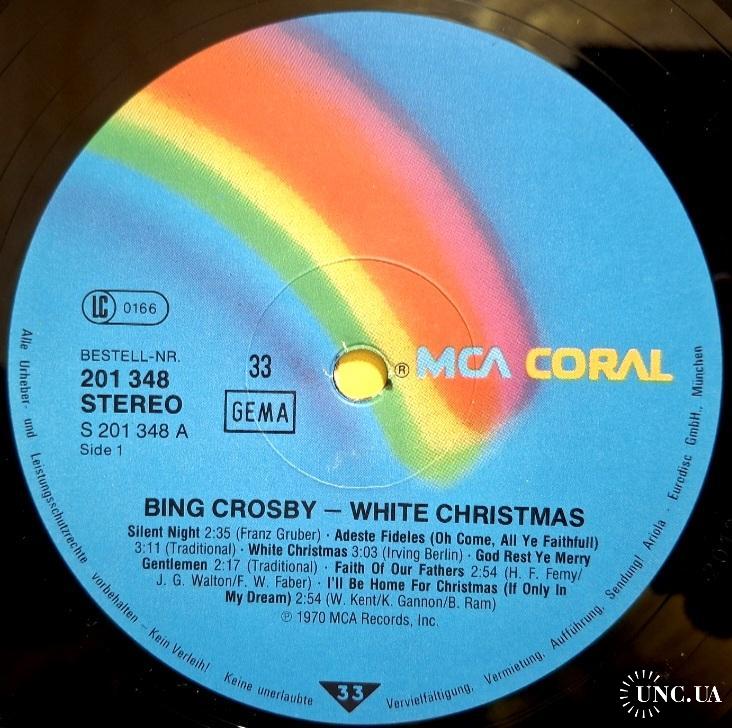 LC 0166
BESTELL-NR.
201 348
STEREO
S 201 348 A
Side 1
33
GEMA
® MCA CORAL
BING CROSBY — WHITE CHRISTMAS
Silent Night 2:35 (Franz Gruber) · Adeste Fideles (Oh Come, All Ye Faithfull)
3:11 (Traditional) · White Christmas 3:03 (Irving Berlin) · God Rest Ye Merry
Gentlemen 2:17 (Traditional) · Faith Of Our Fathers 2:54 (H. F. Femy/
J. G. Walton/F. W. Faber) · I'll Be Home For Christmas (If Only In
My Dream) 2:54 (W. Kent/K. Gannon/B. Ram)
℗ 1970 MCA Records, Inc.
Alle Urheber- und Leistungsschutzrechte vorbehalten – Kein Verleih! Keine unerlaubte
33
Vervielfältigung, Vermietung, Aufführung, Sendung! Ariola - Eurodisc GmbH., München
UNC.UA